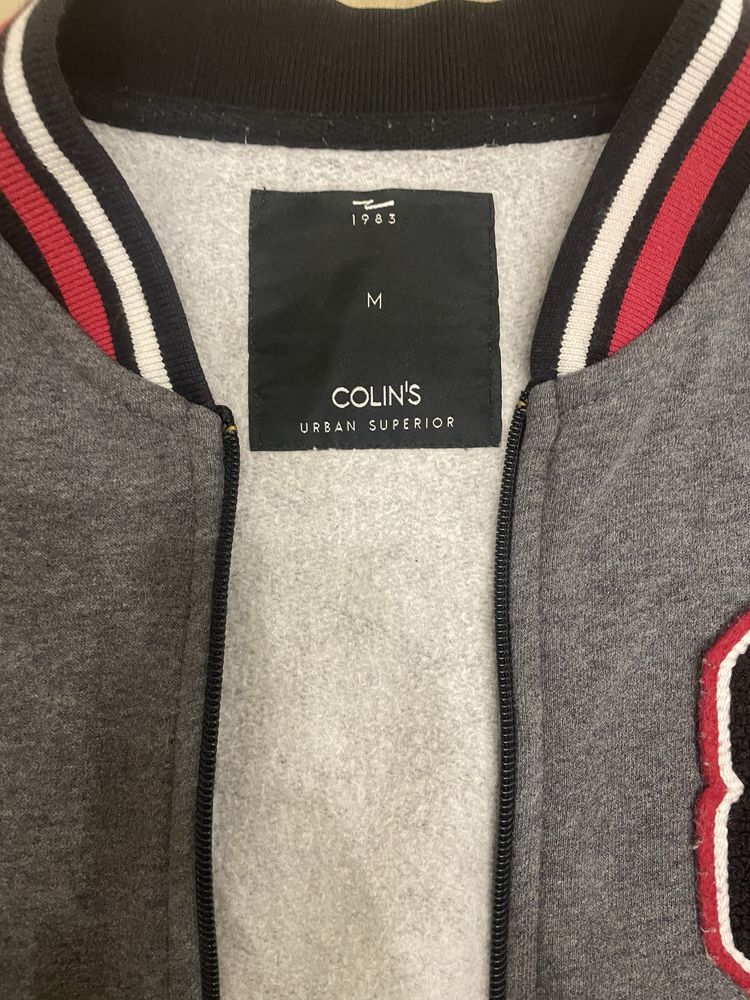 1983
M
COLIN'S
URBAN SUPERIOR